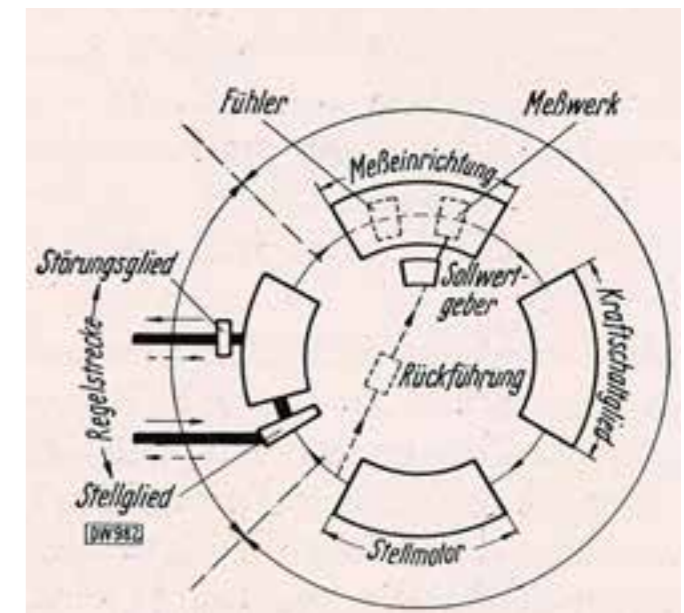 Fühler
Meßwerk
Meßeinrichtung
Störungsglied
Sollwert-
geber
Kraftschaltglied
Regelstrecke
Rückführung
Stellglied
DW982
Stellmotor